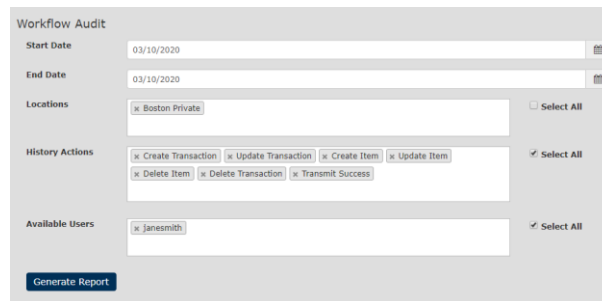 Workflow Audit
Start Date
03/10/2020
End Date
03/10/2020
Locations
× Boston Private
Select All
History Actions
× Create Transaction × Update Transaction × Create Item × Update Item
× Delete Item × Delete Transaction × Transmit Success
Select All
Available Users
× janesmith
Select All
Generate Report